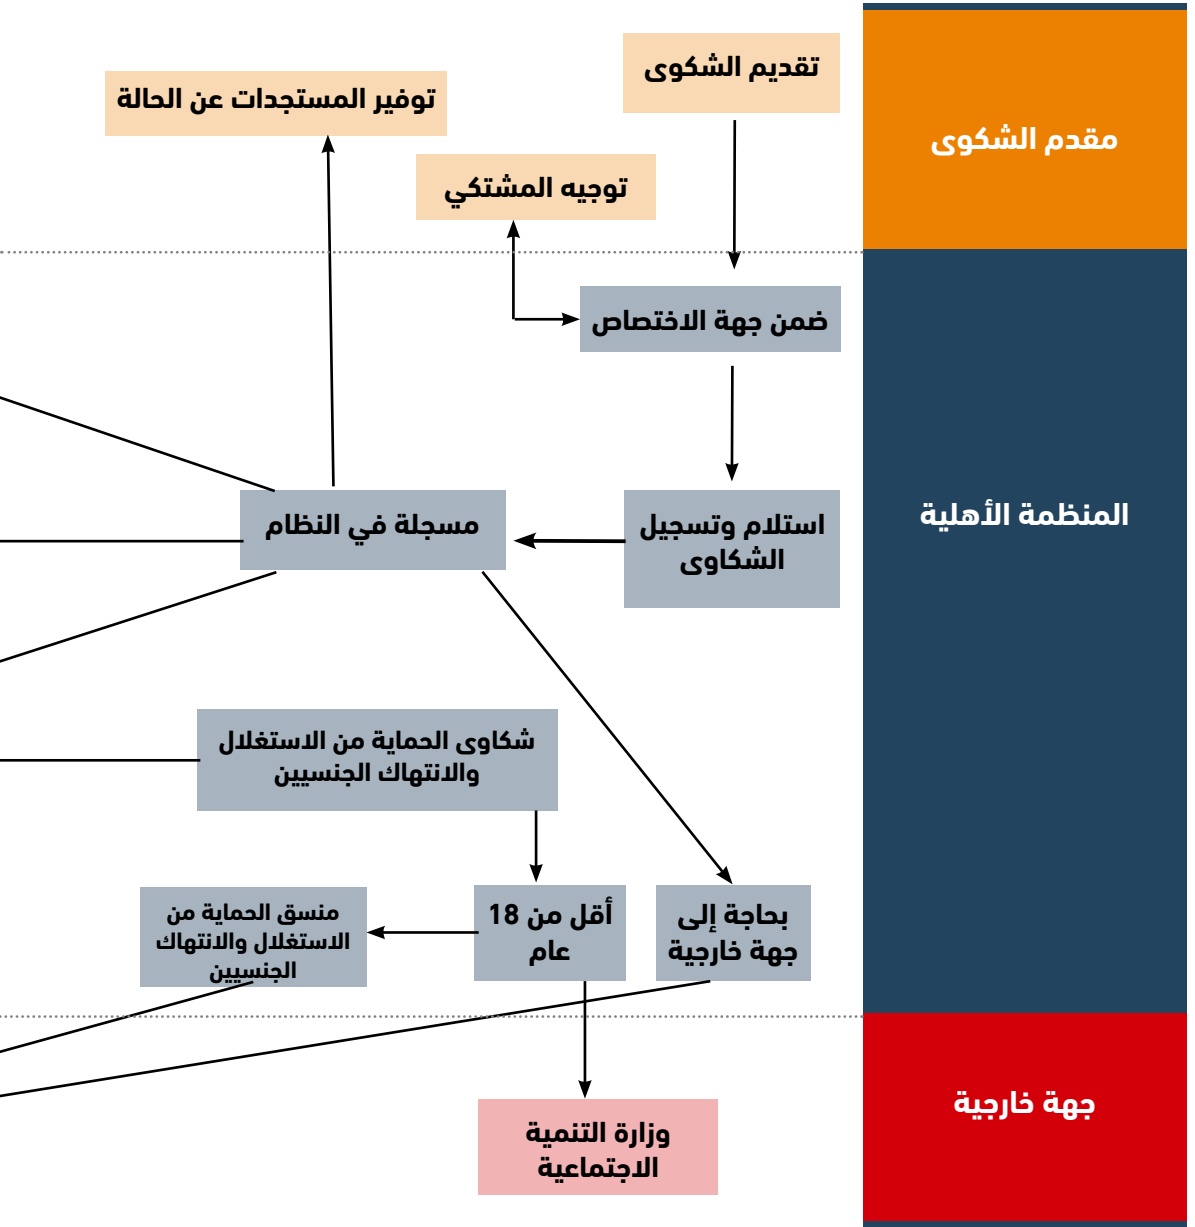 مقدم الشكوى
تقديم الشكوى
توفير المستجدات عن الحالة
توجيه المشتكي
المنظمة الأهلية
ضمن جهة الاختصاص
استلام وتسجيل
الشكاوى
مسجلة في النظام
شكاوى الحماية من الاستغلال
والانتهاك الجنسيين
بحاجة إلى
جهة خارجية
أقل من 18
عام
منسق الحماية من
الاستغلال والانتهاك
الجنسيين
جهة خارجية
وزارة التنمية
الاجتماعية